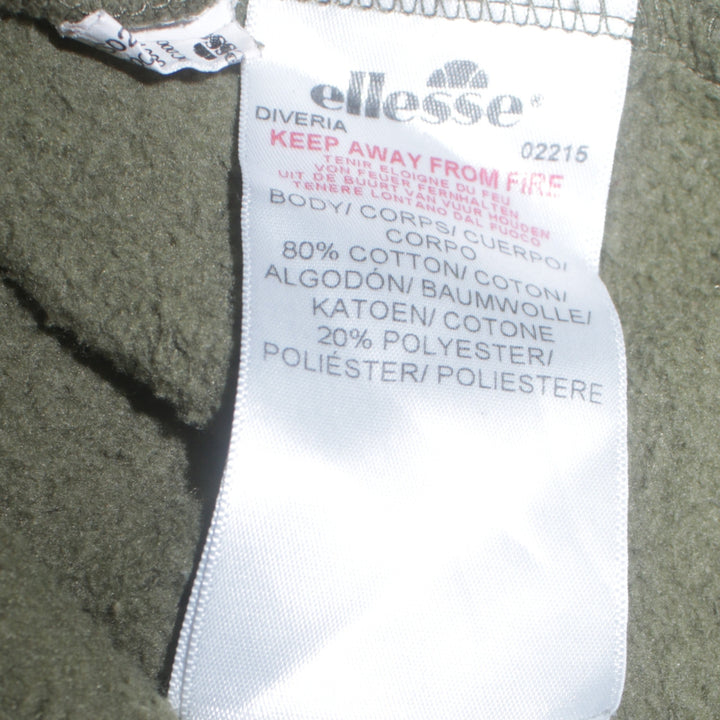 ellesse
DIVERIA
02215
KEEP AWAY FROM FIRE
TENIR ELOIGNE DU FEU
VON FEUER FERNHALTEN
UIT DE BUURT VAN VUUR HOUDEN
TENERE LONTANO DAL FUOCO
BODY/ CORPS/ CUERPO/
CORPO
80% COTTON/ COTON/
ALGODÓN/ BAUMWOLLE/
KATOEN/ COTONE
20% POLYESTER/
POLIÉSTER/ POLIESTERE